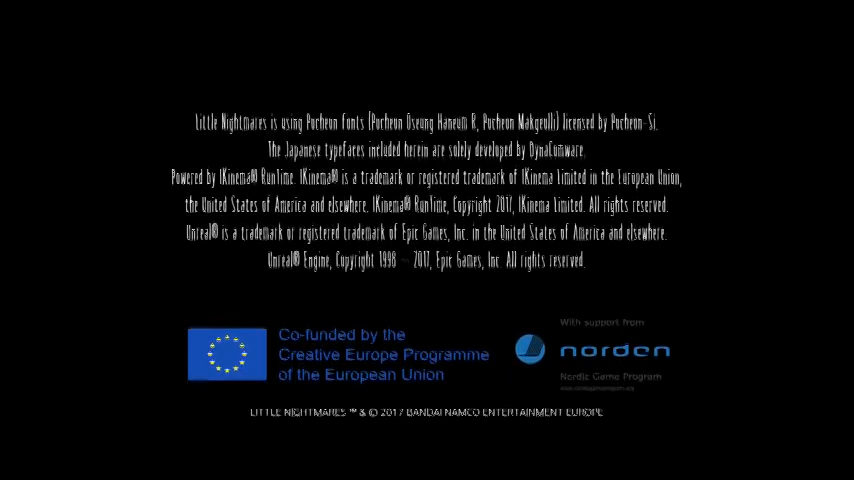 Little Nightmares is using Pocheon fonts (Pocheon Oseung Haneum R, Pocheon Makgeulli) licensed by Pocheon-Si.
The Japanese typefaces included herein are solely developed by DynaComware.
Powered by IKinema® RunTime. IKinema® is a trademark or registered trademark of IKinema Limited in the European Union,
the United States of America and elsewhere. IKinema® RunTime, Copyright 2017, IKinema Limited. All rights reserved.
Unreal® is a trademark or registered trademark of Epic Games, Inc. in the United States of America and elsewhere.
Unreal® Engine, Copyright 1998 – 2017, Epic Games, Inc. All rights reserved.
Co-funded by the
Creative Europe Programme
of the European Union
With support from
norden
Nordic Game Program
LITTLE NIGHTMARES ™ & © 2017 BANDAI NAMCO ENTERTAINMENT EUROPE